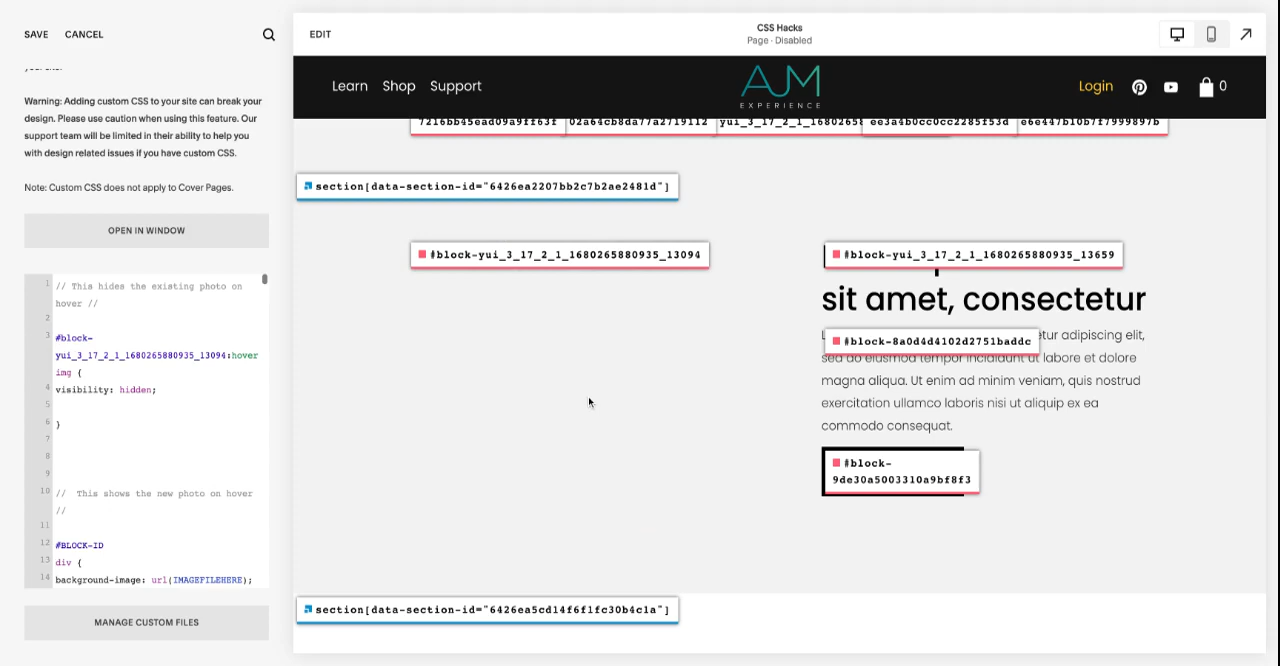 SAVE CANCEL
your site.
Warning: Adding custom CSS to your site can break your
design. Please use caution when using this feature. Our
support team will be limited in their ability to help you
with design related issues if you have custom CSS.
Note: Custom CSS does not apply to Cover Pages.
OPEN IN WINDOW
1 // This hides the existing photo on
hover //
2
3 #block-
yui_3_17_2_1_1680265880935_13094:hover
img {
4 visibility: hidden;
5
6 }
7
8
9
10 // This shows the new photo on hover
//
11
12 #BLOCK-ID
13 div {
14 background-image: url(IMAGEFILEHERE);
MANAGE CUSTOM FILES
EDIT
CSS Hacks
Page · Disabled
Learn Shop Support
AJM
EXPERIENCE
Login 0
7216bb45ead09a9ff63f 02a64cb8da77a2719112 yui_3_17_2_1_16802658 ee3a4b0cc0cc2285f53d e6e447b10b7f7999897b
section[data-section-id="6426ea2207bb2c7b2ae2481d"]
#block-yui_3_17_2_1_1680265880935_13094
#block-yui_3_17_2_1_1680265880935_13659
sit amet, consectetur
#block-8a0d4d4102d2751baddc
adipiscing elit,
sed do eiusmod tempor incididunt ut labore et dolore
magna aliqua. Ut enim ad minim veniam, quis nostrud
exercitation ullamco laboris nisi ut aliquip ex ea
commodo consequat.
#block-
9de30a5003310a9bf8f3
section[data-section-id="6426ea5cd14f6f1fc30b4c1a"]